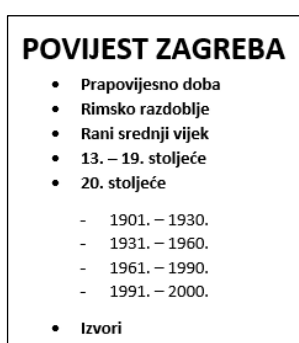 POVIJEST ZAGREBA
• Prapovijesno doba
• Rimsko razdoblje
• Rani srednji vijek
• 13. – 19. stoljeće
• 20. stoljeće
- 1901. – 1930.
- 1931. – 1960.
- 1961. – 1990.
- 1991. – 2000.
• Izvori